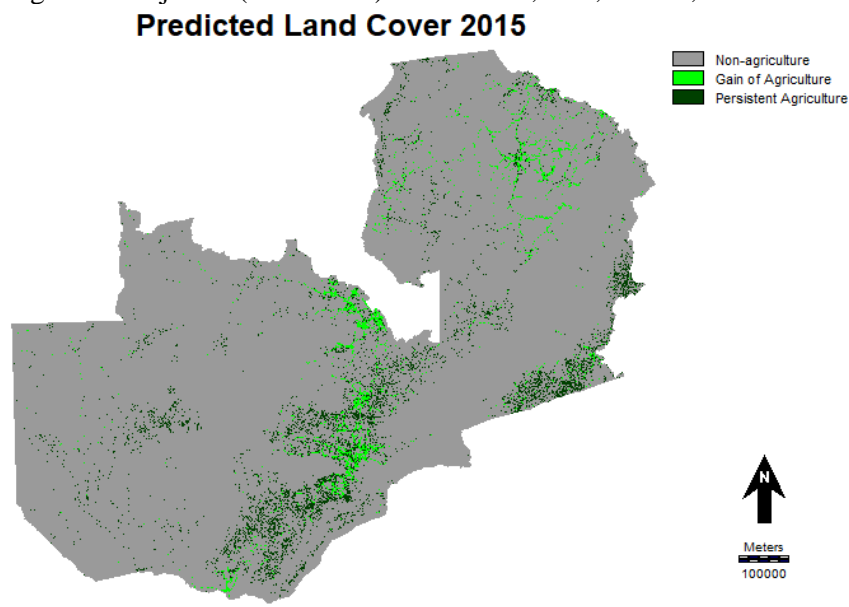 Predicted Land Cover 2015
Non-agriculture
Gain of Agriculture
Persistent Agriculture
N
Meters
100000